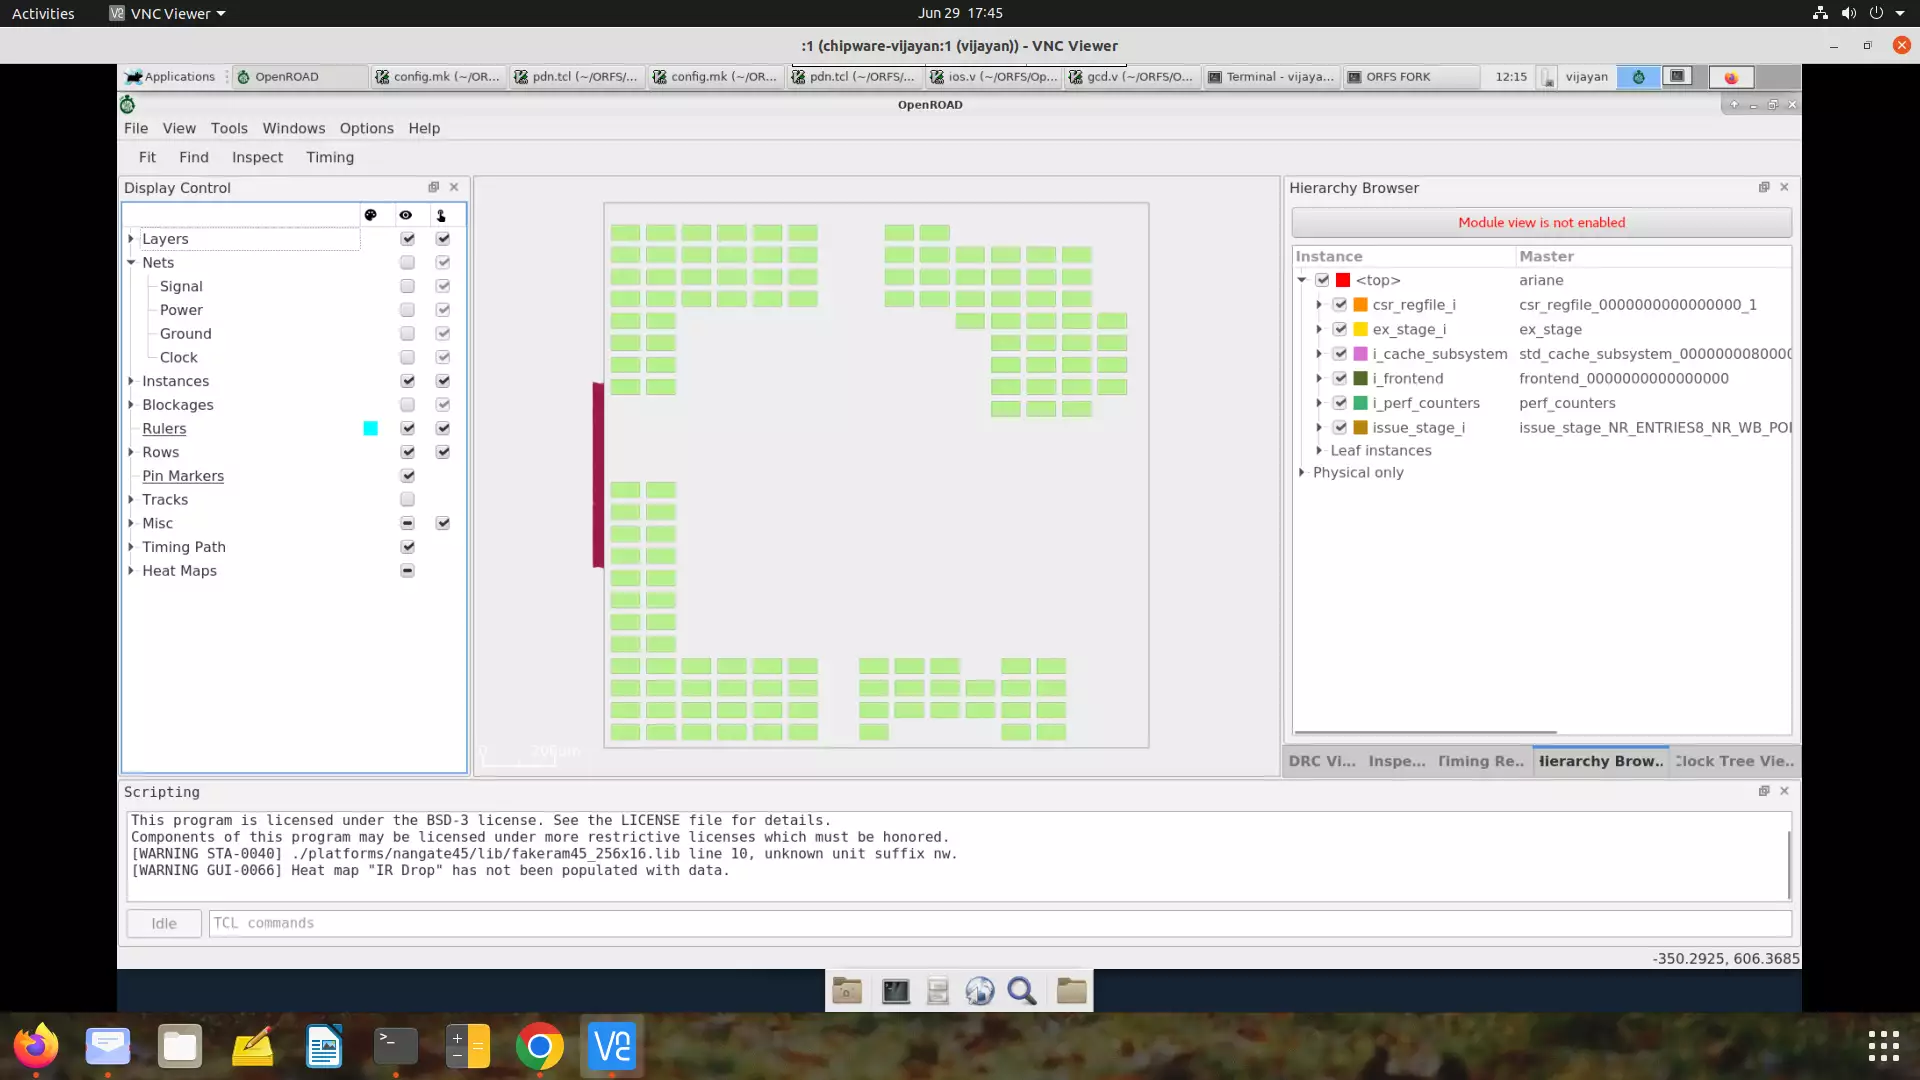 Activities VNC Viewer Jun 29 17:45
:1 (chipware-vijayan:1 (vijayan)) - VNC Viewer
Applications OpenROAD config.mk (~/OR... pdn.tcl (~/ORFS/... config.mk (~/OR... pdn.tcl (~/ORFS/... ios.v (~/ORFS/Op... gcd.v (~/ORFS/O... Terminal - vijaya... ORFS FORK 12:15 vijayan
OpenROAD
File View Tools Windows Options Help
Fit Find Inspect Timing
Display Control
Layers
Nets
Signal
Power
Ground
Clock
Instances
Blockages
Rulers
Rows
Pin Markers
Tracks
Misc
Timing Path
Heat Maps
0
Hierarchy Browser
Module view is not enabled
Instance Master
<top> ariane
csr_regfile_i csr_regfile_0000000000000000_1
ex_stage_i ex_stage
i_cache_subsystem std_cache_subsystem_000000008000
i_frontend frontend_0000000000000000
i_perf_counters perf_counters
issue_stage_i issue_stage_NR_ENTRIES8_NR_WB_POI
Leaf instances
Physical only
DRC Vi... Inspe... Timing Re.. Hierarchy Brow.. Clock Tree Vie..
Scripting
This program is licensed under the BSD-3 license. See the LICENSE file for details.
Components of this program may be licensed under more restrictive licenses which must be honored.
[WARNING STA-0040] ./platforms/nangate45/lib/fakeram45_256x16.lib line 10, unknown unit suffix nw.
[WARNING GUI-0066] Heat map "IR Drop" has not been populated with data.
Idle TCL commands
-350.2925, 606.3685